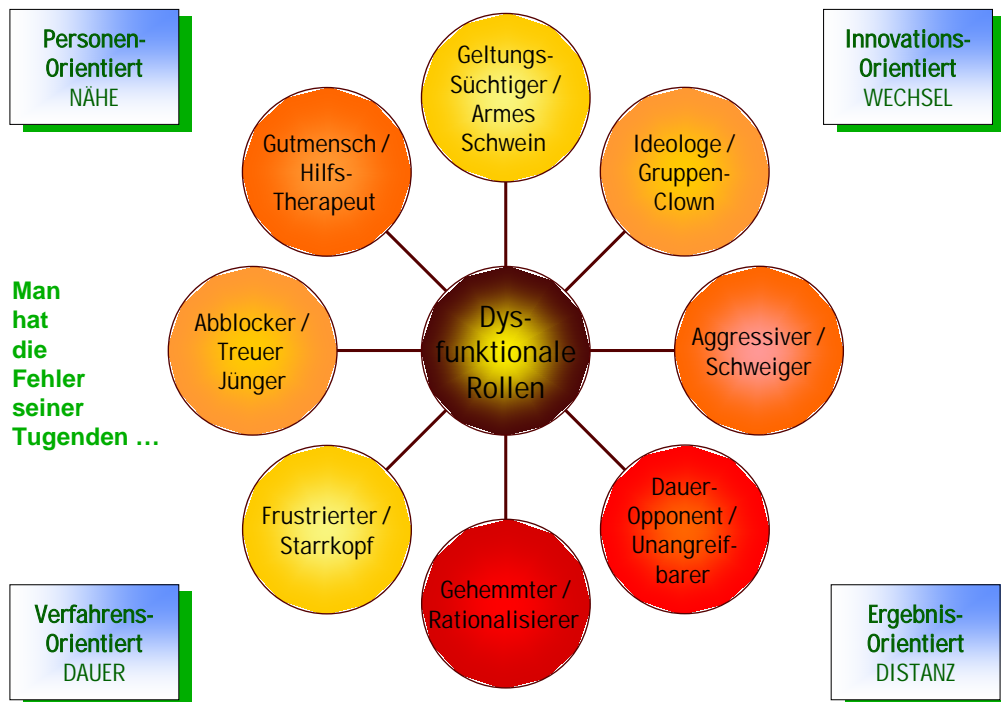 Personen-
Orientiert
NÄHE
Geltungs-
Süchtiger /
Armes
Schwein
Innovations-
Orientiert
WECHSEL
Gutmensch /
Hilfs-
Therapeut
Ideologe /
Gruppen-
Clown
Man
hat
die
Fehler
seiner
Tugenden …
Abblocker /
Treuer
Jünger
Dys-
funktionale
Rollen
Aggressiver /
Schweiger
Frustrierter /
Starrkopf
Dauer-
Opponent /
Unangreif-
barer
Gehemmter /
Rationalisierer
Verfahrens-
Orientiert
DAUER
Ergebnis-
Orientiert
DISTANZ